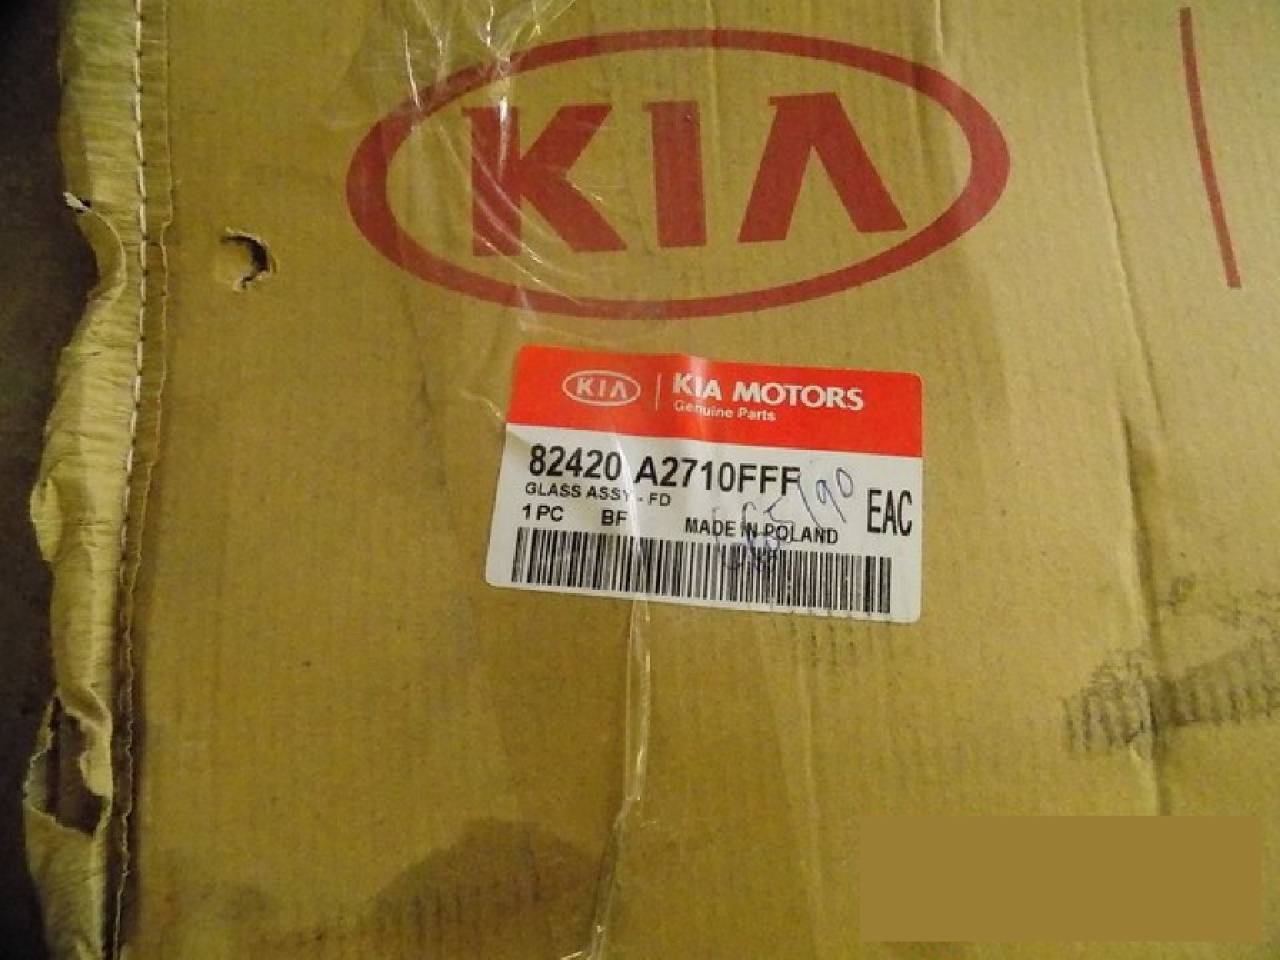 KIA
KIA KIA MOTORS
Genuine Parts
82420 A2710FFF
GLASS ASSY - FD
1 PC BF MADE IN POLAND EAC